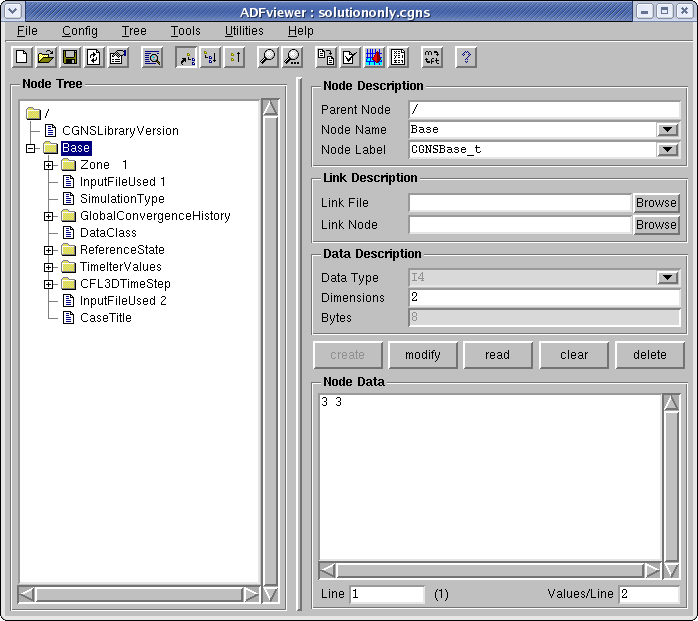 ADFviewer : solutiononly.cgns
File Config Tree Tools Utilities Help
Node Tree
/
CGNSLibraryVersion
Base
Zone 1
InputFileUsed 1
SimulationType
GlobalConvergenceHistory
DataClass
ReferenceState
TimeIterValues
CFL3DTimeStep
InputFileUsed 2
CaseTitle
Node Description
Parent Node /
Node Name Base
Node Label CGNSBase_t
Link Description
Link File Browse
Link Node Browse
Data Description
Data Type I4
Dimensions 2
Bytes 8
create modify read clear delete
Node Data
3 3
Line 1 (1) Values/Line 2